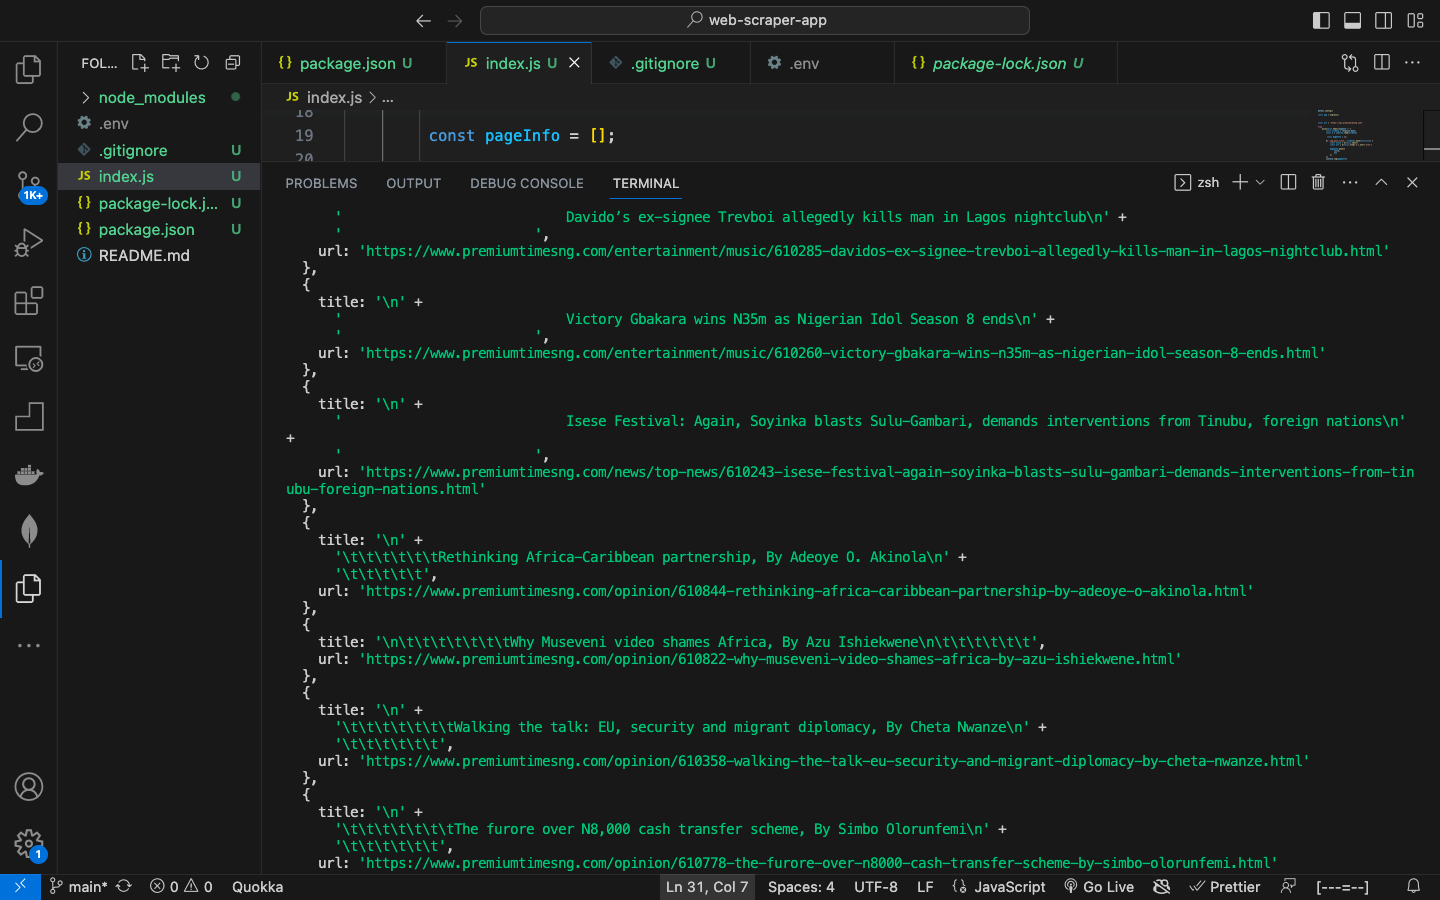 web-scraper-app
FOL...
package.json U
JS index.js U
.gitignore U
.env
package-lock.json U
node_modules
.env
.gitignore U
JS index.js U
package-lock.j... U
package.json U
README.md
1K+
JS index.js > ...
18
19 const pageInfo = [];
20
PROBLEMS OUTPUT DEBUG CONSOLE TERMINAL
zsh
' Davido’s ex-signee Trevboi allegedly kills man in Lagos nightclub\n' +
' ',
url: 'https://www.premiumtimesng.com/entertainment/music/610285-davidos-ex-signee-trevboi-allegedly-kills-man-in-lagos-nightclub.html'
},
{
title: '\n' +
' Victory Gbakara wins N35m as Nigerian Idol Season 8 ends\n' +
' ',
url: 'https://www.premiumtimesng.com/entertainment/music/610260-victory-gbakara-wins-n35m-as-nigerian-idol-season-8-ends.html'
},
{
title: '\n' +
' Isese Festival: Again, Soyinka blasts Sulu-Gambari, demands interventions from Tinubu, foreign nations\n'
+
' ',
url: 'https://www.premiumtimesng.com/news/top-news/610243-isese-festival-again-soyinka-blasts-sulu-gambari-demands-interventions-from-tin
ubu-foreign-nations.html'
},
{
title: '\n' +
'\t\t\t\t\t\tRethinking Africa-Caribbean partnership, By Adeoye O. Akinola\n' +
'\t\t\t\t\t',
url: 'https://www.premiumtimesng.com/opinion/610844-rethinking-africa-caribbean-partnership-by-adeoye-o-akinola.html'
},
{
title: '\n\t\t\t\t\t\t\tWhy Museveni video shames Africa, By Azu Ishiekwene\n\t\t\t\t\t\t',
url: 'https://www.premiumtimesng.com/opinion/610822-why-museveni-video-shames-africa-by-azu-ishiekwene.html'
},
{
title: '\n' +
'\t\t\t\t\t\t\tWalking the talk: EU, security and migrant diplomacy, By Cheta Nwanze\n' +
'\t\t\t\t\t\t',
url: 'https://www.premiumtimesng.com/opinion/610358-walking-the-talk-eu-security-and-migrant-diplomacy-by-cheta-nwanze.html'
},
{
title: '\n' +
'\t\t\t\t\t\t\tThe furore over N8,000 cash transfer scheme, By Simbo Olorunfemi\n' +
'\t\t\t\t\t\t',
url: 'https://www.premiumtimesng.com/opinion/610778-the-furore-over-n8000-cash-transfer-scheme-by-simbo-olorunfemi.html'
1
main* 0 0 Quokka Ln 31, Col 7 Spaces: 4 UTF-8 LF JavaScript Go Live Prettier [---=--]